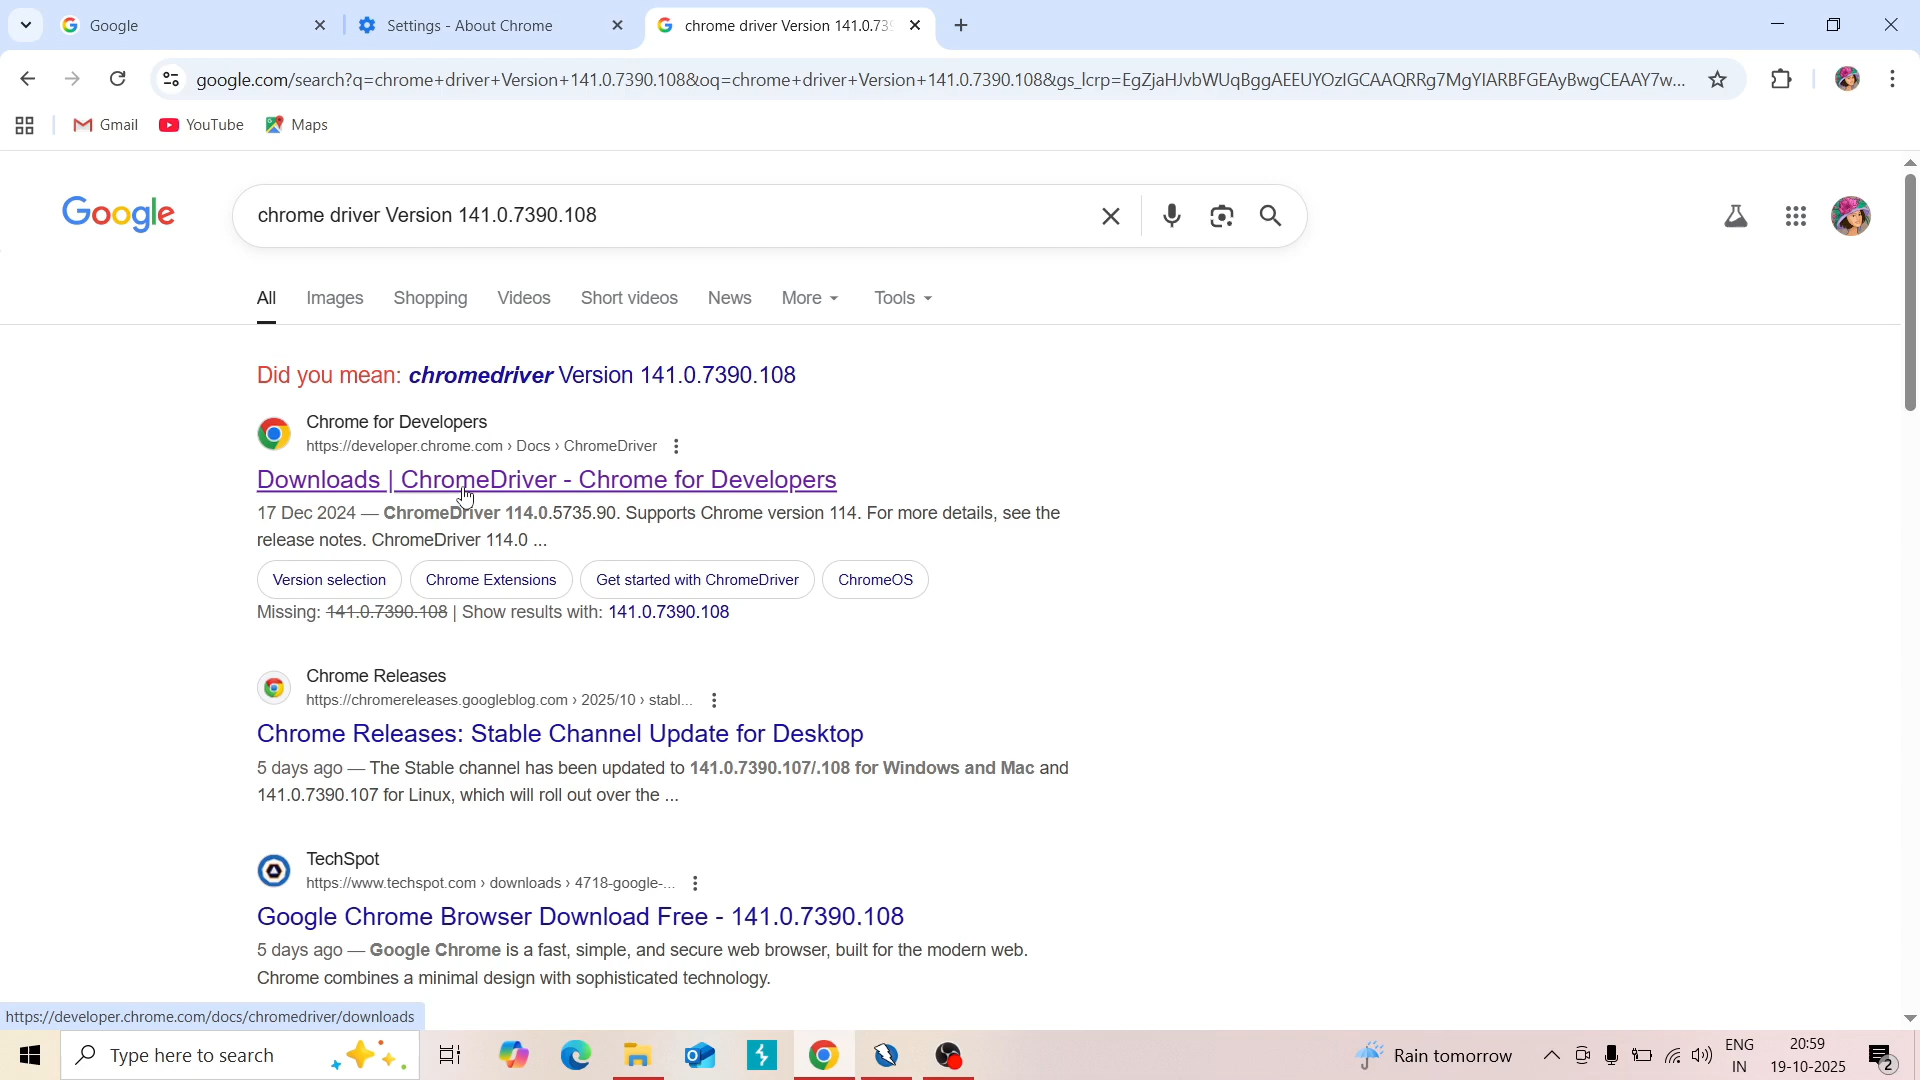 Google
Settings - About Chrome
chrome driver Version 141.0.739
google.com/search?q=chrome+driver+Version+141.0.7390.108&oq=chrome+driver+Version+141.0.7390.108&gs_lcrp=EgZjaHJvbWUqBggAEEUYOzIGCAAQRRg7MgYIARBFGEAyBwgCEAAY7w...
Gmail
YouTube
Maps
Google
chrome driver Version 141.0.7390.108
All
Images
Shopping
Videos
Short videos
News
More
Tools
Did you mean: chromedriver Version 141.0.7390.108
Chrome for Developers
https://developer.chrome.com › Docs › ChromeDriver
Downloads | ChromeDriver - Chrome for Developers
17 Dec 2024 — ChromeDriver 114.0.5735.90. Supports Chrome version 114. For more details, see the
release notes. ChromeDriver 114.0 ...
Version selection
Chrome Extensions
Get started with ChromeDriver
ChromeOS
Missing: 141.0.7390.108 | Show results with: 141.0.7390.108
Chrome Releases
https://chromereleases.googleblog.com › 2025/10 › stabl...
Chrome Releases: Stable Channel Update for Desktop
5 days ago — The Stable channel has been updated to 141.0.7390.107/.108 for Windows and Mac and
141.0.7390.107 for Linux, which will roll out over the ...
TechSpot
https://www.techspot.com › downloads › 4718-google-...
Google Chrome Browser Download Free - 141.0.7390.108
5 days ago — Google Chrome is a fast, simple, and secure web browser, built for the modern web.
Chrome combines a minimal design with sophisticated technology.
https://developer.chrome.com/docs/chromedriver/downloads
Type here to search
Rain tomorrow
ENG
IN
20:59
19-10-2025
2